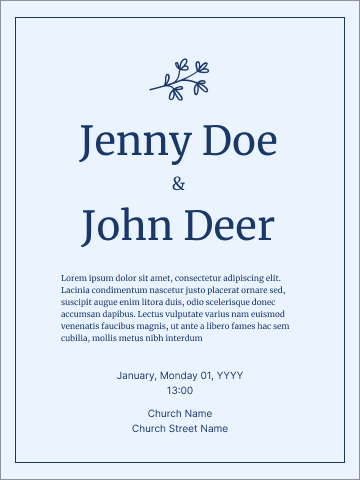 Jenny Doe
&
John Deer
Lorem ipsum dolor sit amet, consectetur adipiscing elit.
Lacinia condimentum nascetur justo placerat ornare sed,
suscipit augue enim litora duis, odio scelerisque donec
accumsan dapibus. Lectus vulputate varius nam euismod
venenatis faucibus magnis, ut ante a libero fames hac sem
cubilia, mollis metus nibh interdum
January, Monday 01, YYYY
13:00
Church Name
Church Street Name